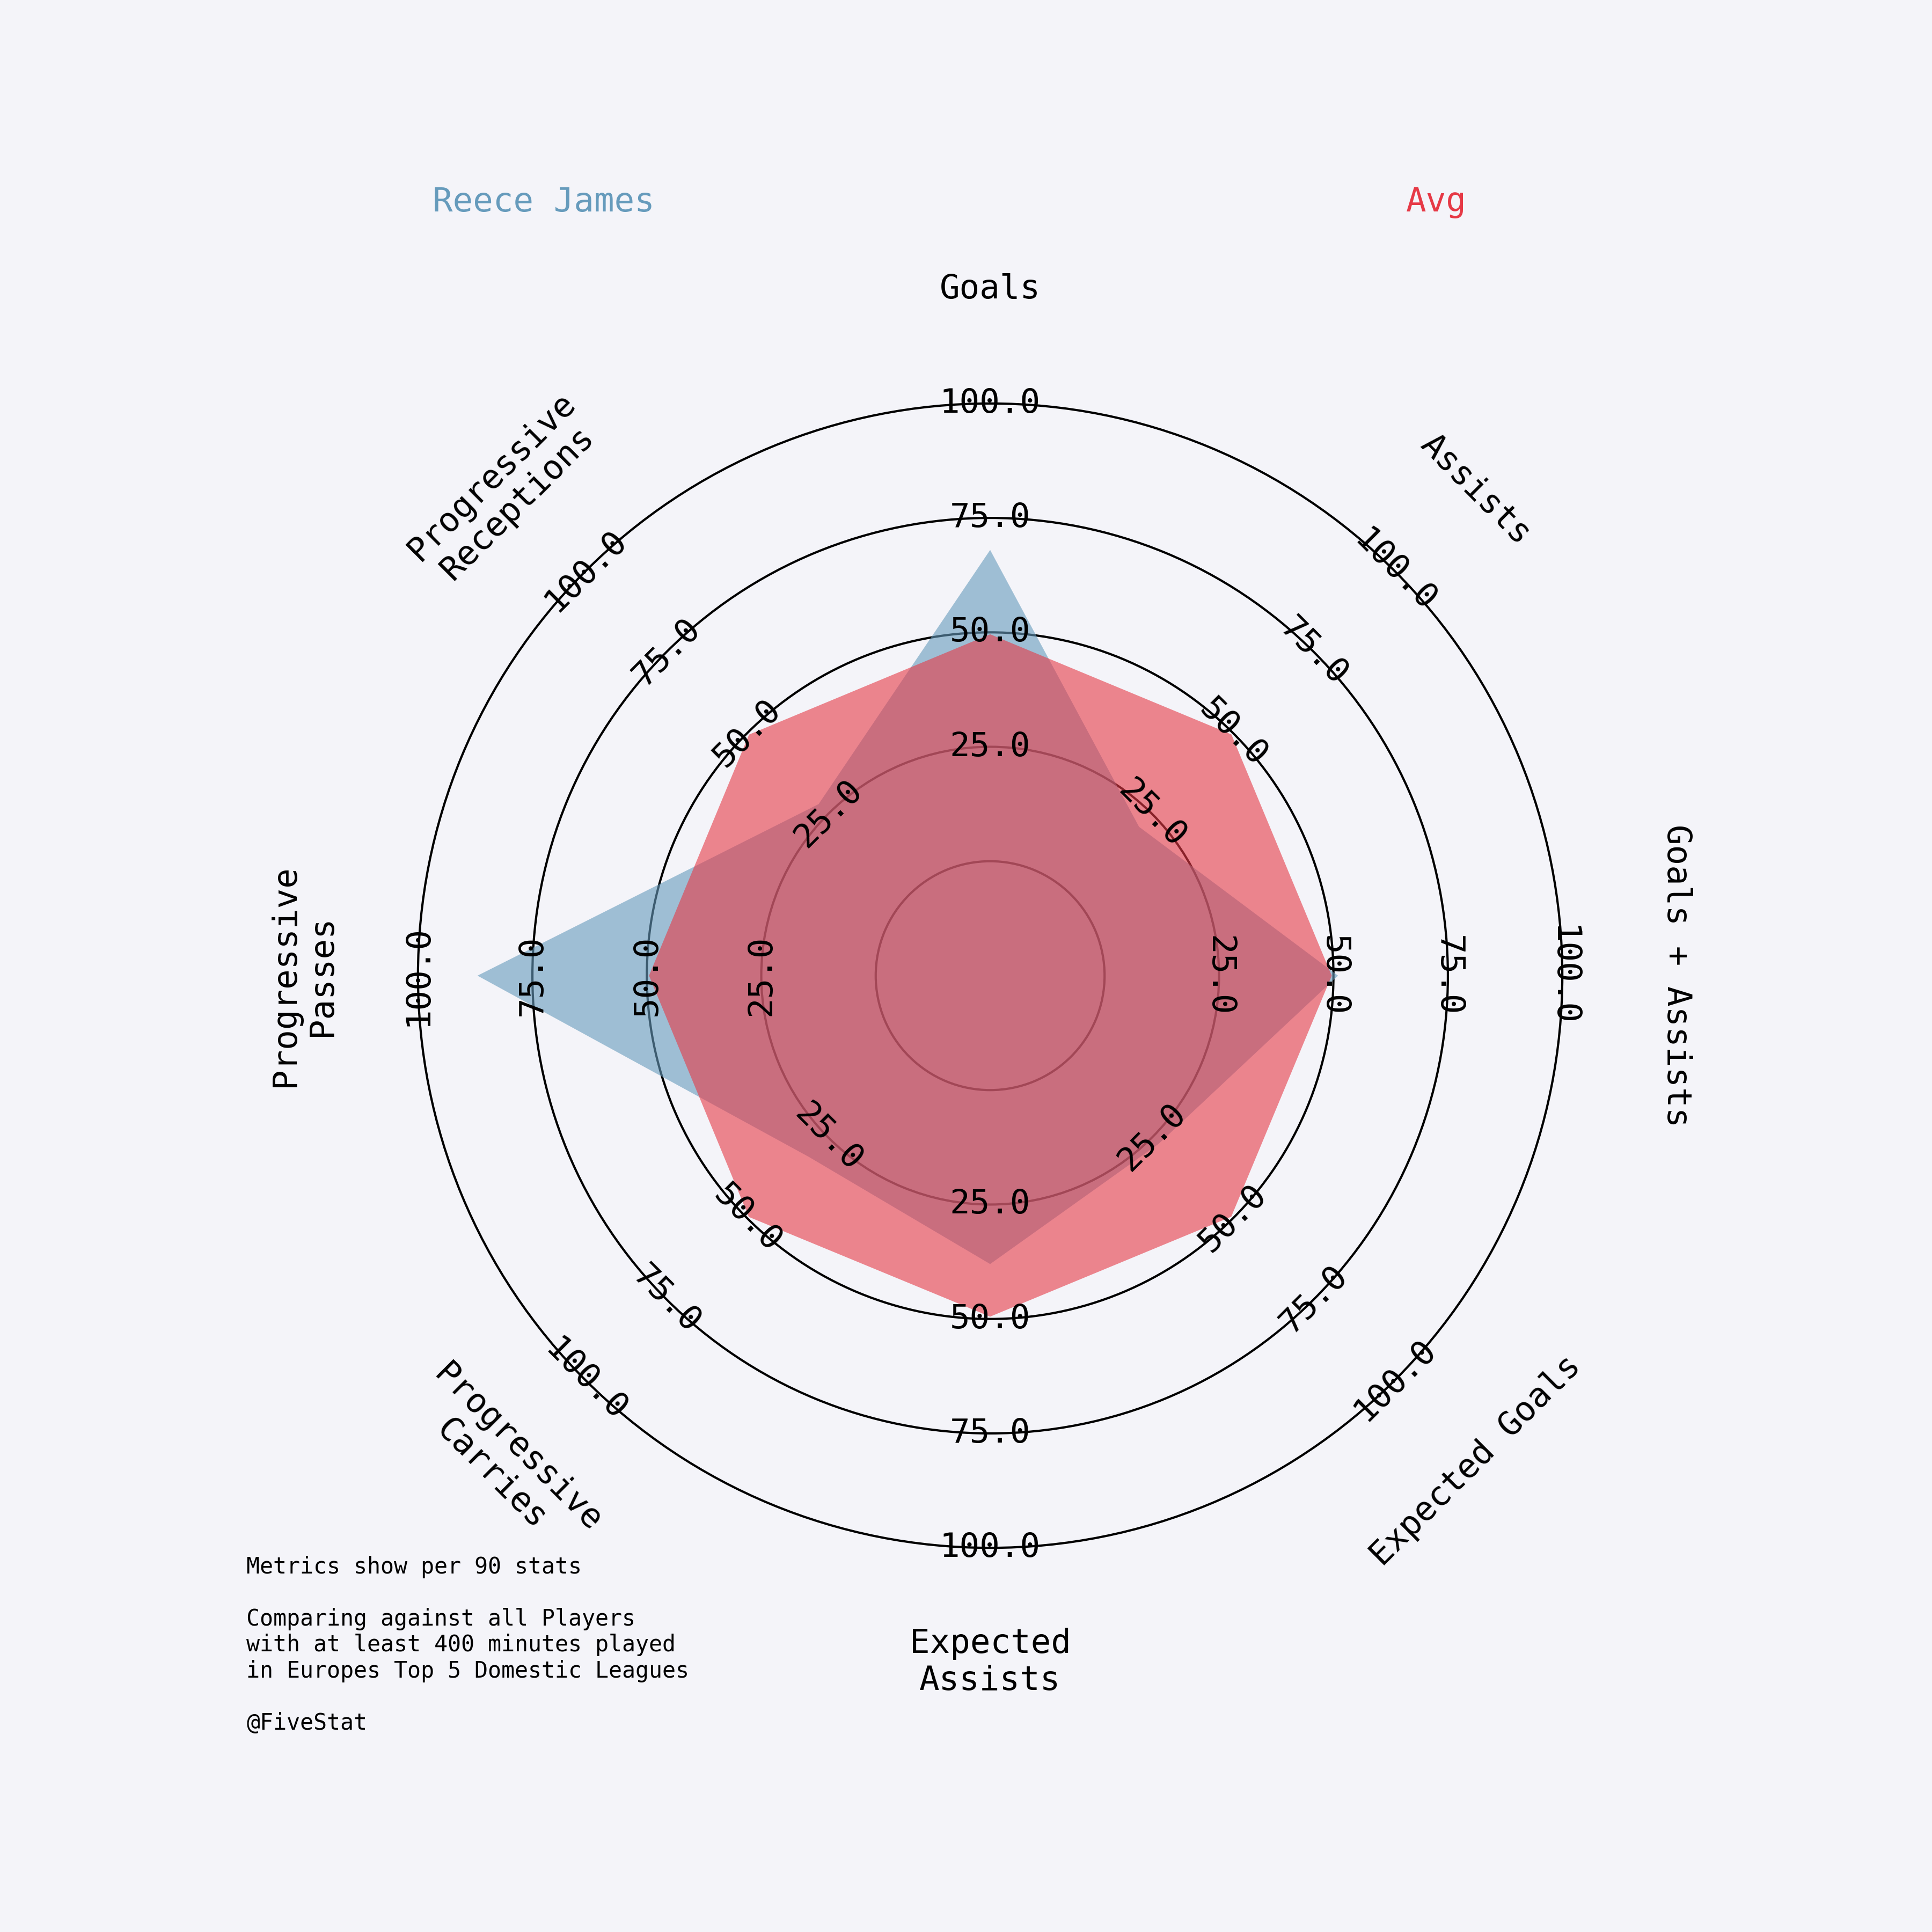 Reece James
Avg
Goals
Assists
Goals + Assists
Expected Goals
Expected
Assists
Progressive
Carries
Progressive
Passes
Progressive
Receptions
100.0
75.0
50.0
25.0
100.0
75.0
50.0
25.0
100.0
75.0
50.0
25.0
100.0
75.0
50.0
25.0
25.0
50.0
75.0
100.0
25.0
50.0
75.0
100.0
100.0
75.0
50.0
25.0
100.0
75.0
50.0
25.0
Metrics show per 90 stats
Comparing against all Players
with at least 400 minutes played
in Europes Top 5 Domestic Leagues
@FiveStat